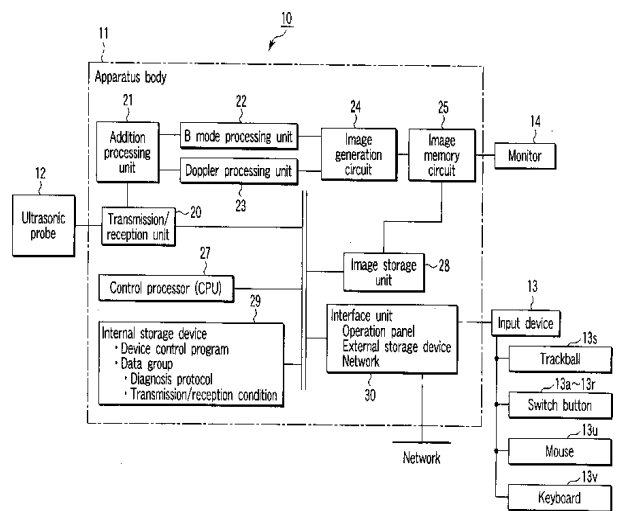 10
11
Apparatus body
21
22
24
25
14
Addition
processing
unit
B mode processing unit
Image
generation
circuit
Image
memory
circuit
Monitor
Doppler processing unit
23
12
Ultrasonic
probe
20
Transmission/
reception unit
27
Control processor (CPU)
Image storage
unit
28
29
Internal storage device
・Device control program
・Data group
・Diagnosis protocol
・Transmission/reception condition
Interface unit
Operation panel
External storage device
Network
30
13
Input device
13s
Trackball
13a~13r
Switch button
13u
Mouse
13v
Keyboard
Network